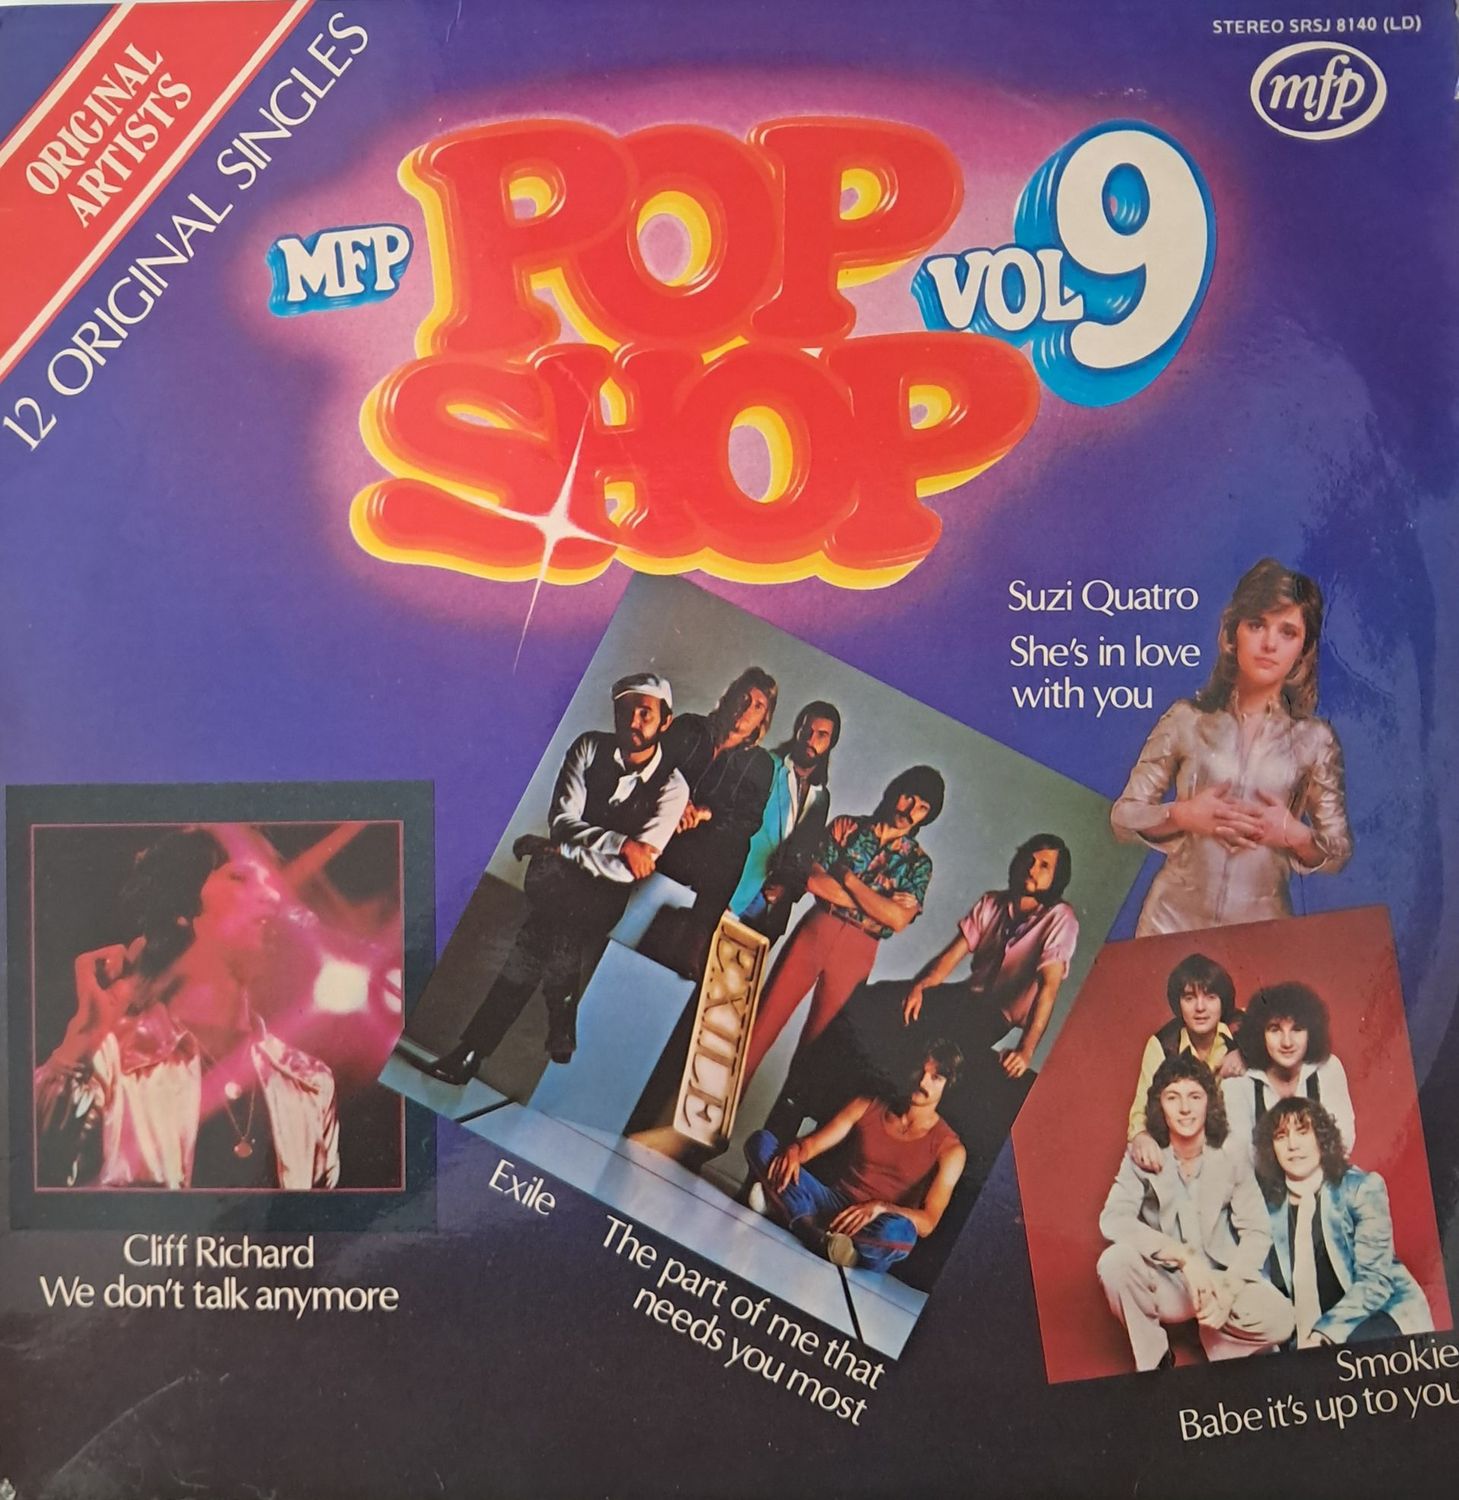 STEREO SRSJ 8140 (LD)
mfp
ORIGINAL
ARTISTS
12 ORIGINAL SINGLES
MFP
POP
VOL 9
SHOP
Suzi Quatro
She's in love
with you
EXILE
Cliff Richard
We don't talk anymore
Exile
The part of me that
needs you most
Smokie
Babe it's up to you